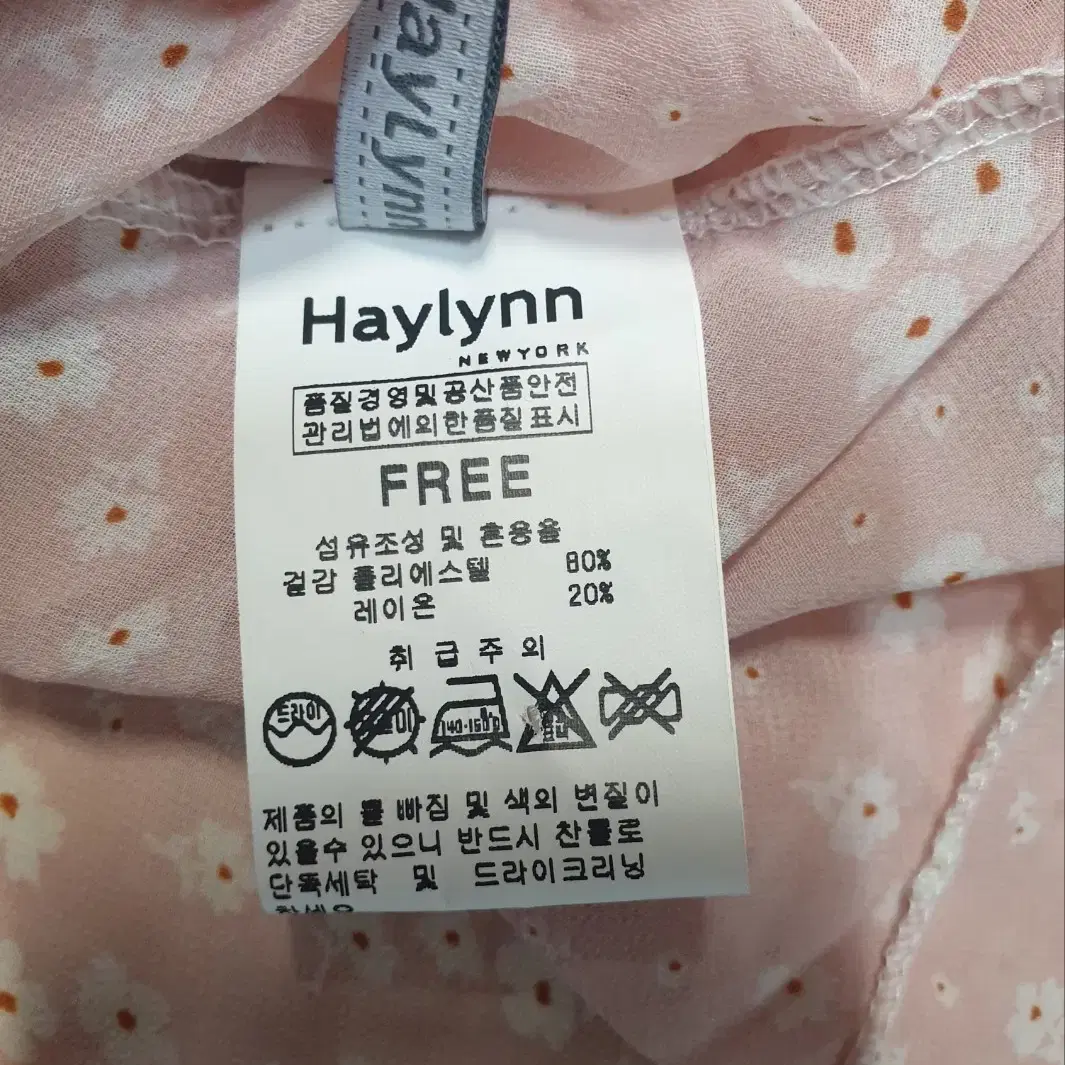 HayLynn
Haylynn
NEWYORK
품질경영및공산품안전
관리법에의한품질표시
FREE
섬유조성 및 혼용율
겉감 폴리에스텔 80%
레이온 20%
취급주의
드라이
140-160°C
제품의 물 빠짐 및 색의 변질이
있을수 있으니 반드시 찬물로
단독세탁 및 드라이크리닝